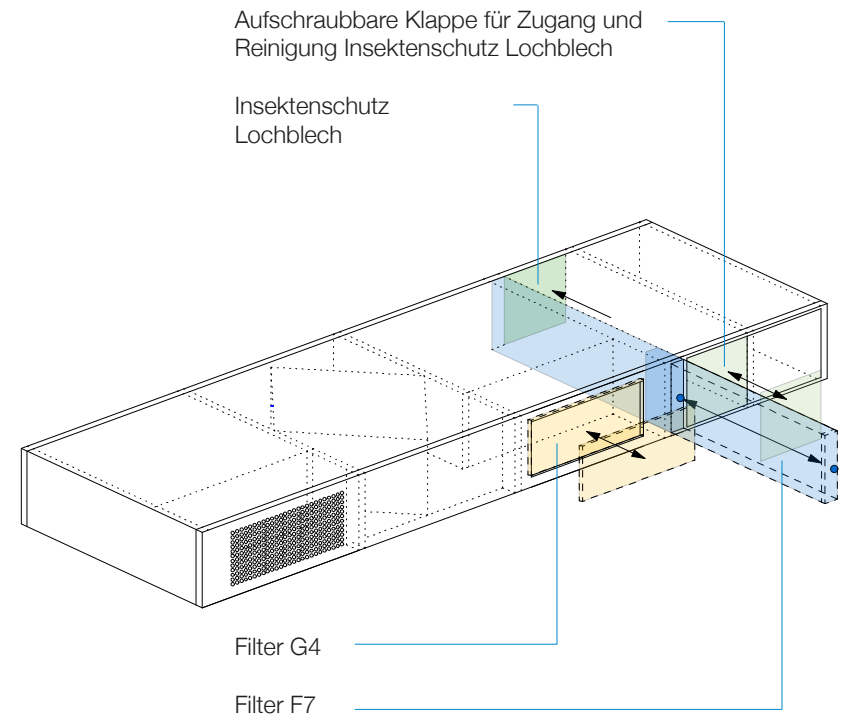 Aufschraubbare Klappe für Zugang und
Reinigung Insektenschutz Lochblech
Insektenschutz
Lochblech
Filter G4
Filter F7